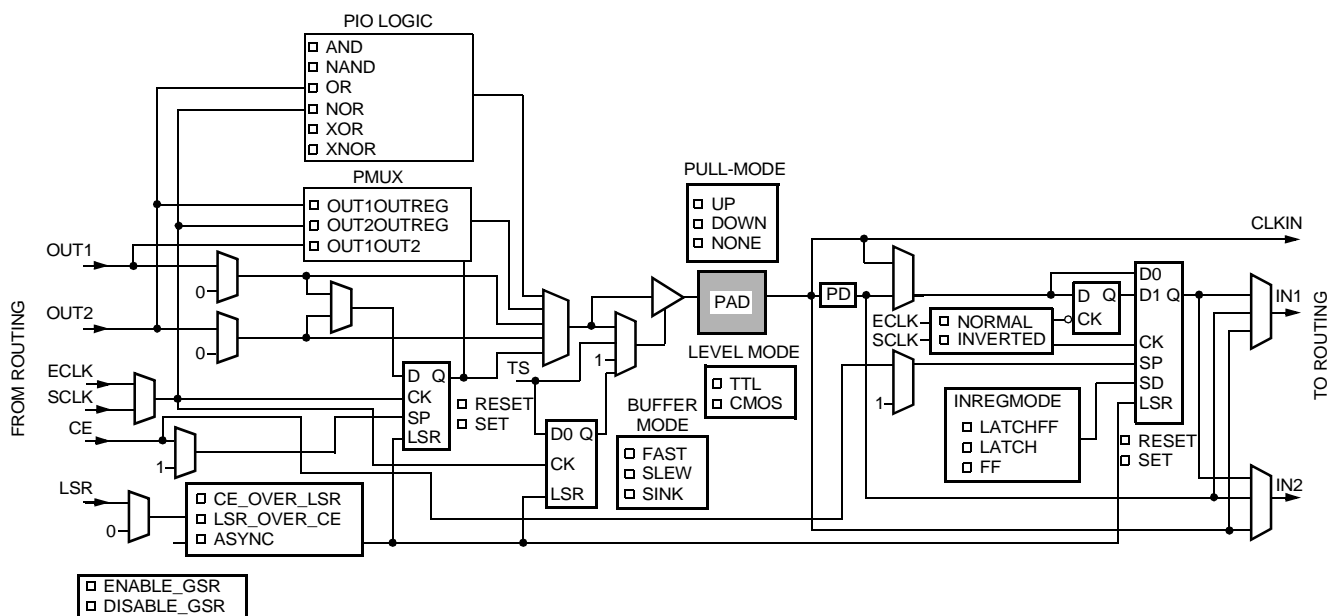 PIO LOGIC
AND
NAND
OR
NOR
XOR
XNOR
PMUX
OUT1OUTREG
OUT2OUTREG
OUT1OUT2
PULL-MODE
UP
DOWN
NONE
CLKIN
OUT1
0
OUT2
0
FROM ROUTING
ECLK
SCLK
CE
1
LSR
0
CE_OVER_LSR
LSR_OVER_CE
ASYNC
ENABLE_GSR
DISABLE_GSR
D Q
CK
SP
LSR
RESET
SET
TS
1
D0 Q
CK
LSR
BUFFER
MODE
FAST
SLEW
SINK
PAD
LEVEL MODE
TTL
CMOS
PD
ECLK
SCLK
NORMAL
INVERTED
1
D Q
CK
D0
D1 Q
CK
SP
SD
LSR
INREGMODE
LATCHFF
LATCH
FF
RESET
SET
IN1
IN2
TO ROUTING